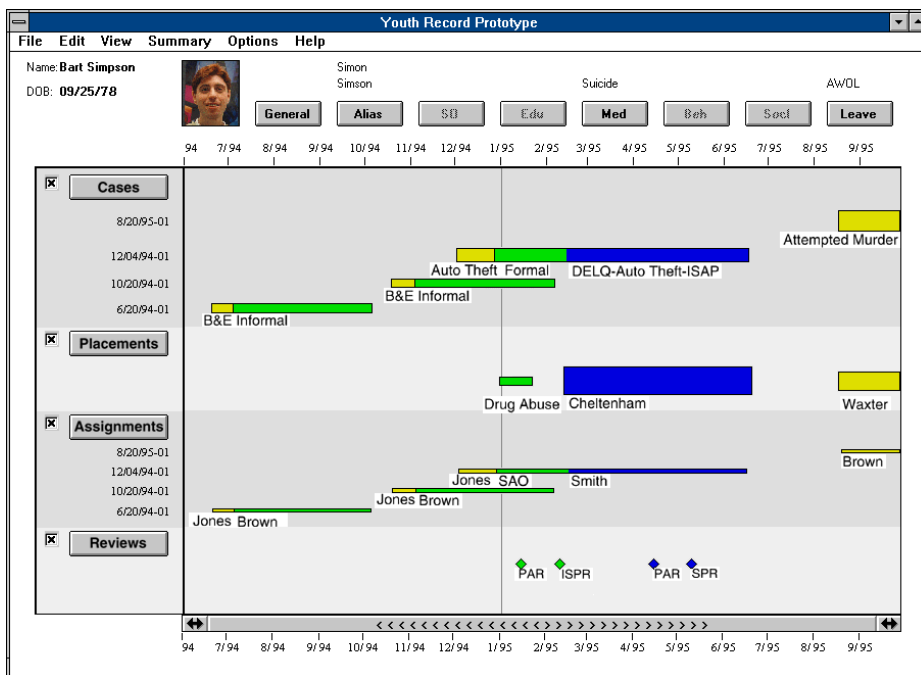 Youth Record Prototype
File Edit View Summary Options Help
Name: Bart Simpson
DOB: 09/25/78
Simon
Simson
Suicide
AWOL
General Alias SO Edu Med Beh Socl Leave
94 7/94 8/94 9/94 10/94 11/94 12/94 1/95 2/95 3/95 4/95 5/95 6/95 7/95 8/95 9/95
Cases
8/20/95-01
Attempted Murder
12/04/94-01
Auto Theft Formal DELQ-Auto Theft-ISAP
10/20/94-01
B&E Informal
6/20/94-01
B&E Informal
Placements
Drug Abuse Cheltenham Waxter
Assignments
8/20/95-01
Brown
12/04/94-01
Jones SAO Smith
10/20/94-01
Jones Brown
6/20/94-01
Jones Brown
Reviews
PAR ISPR PAR SPR
94 7/94 8/94 9/94 10/94 11/94 12/94 1/95 2/95 3/95 4/95 5/95 6/95 7/95 8/95 9/95